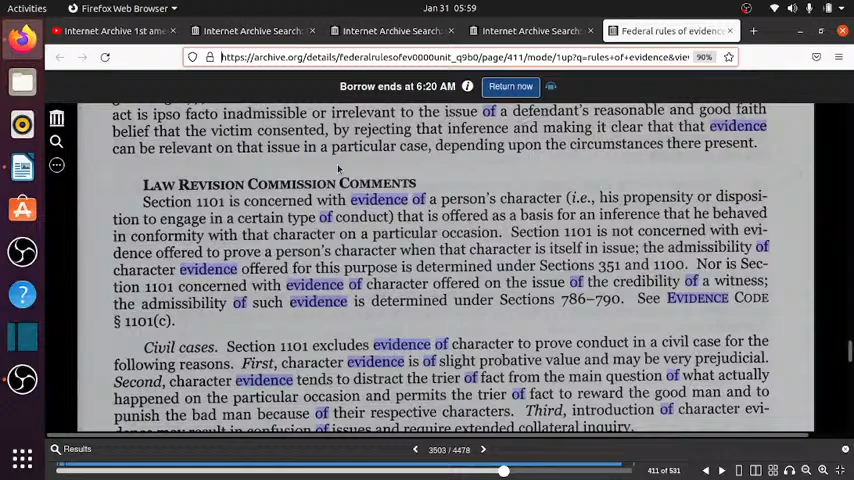 Activities
Firefox Web Browser
Jan 31 05:59
Internet Archive 1st ame
Internet Archive Search:
Internet Archive Search:
Internet Archive Search:
Federal rules of evidence
https://archive.org/details/federalrulesofev0000unit_q9b0/page/411/mode/1up?q=rules+of+evidence&vie
90%
Borrow ends at 6:20 AM
Return now
act is ipso facto inadmissible or irrelevant to the issue of a defendant's reasonable and good faith
belief that the victim consented, by rejecting that inference and making it clear that that evidence
can be relevant on that issue in a particular case, depending upon the circumstances there present.
LAW REVISION COMMISSION COMMENTS
Section 1101 is concerned with evidence of a person's character (i.e., his propensity or disposi-
tion to engage in a certain type of conduct) that is offered as a basis for an inference that he behaved
in conformity with that character on a particular occasion. Section 1101 is not concerned with evi-
dence offered to prove a person's character when that character is itself in issue; the admissibility of
character evidence offered for this purpose is determined under Sections 351 and 1100. Nor is Sec-
tion 1101 concerned with evidence of character offered on the issue of the credibility of a witness;
the admissibility of such evidence is determined under Sections 786–790. See EVIDENCE CODE
§ 1101(c).
Civil cases. Section 1101 excludes evidence of character to prove conduct in a civil case for the
following reasons. First, character evidence is of slight probative value and may be very prejudicial.
Second, character evidence tends to distract the trier of fact from the main question of what actually
happened on the particular occasion and permits the trier of fact to reward the good man and to
punish the bad man because of their respective characters. Third, introduction of character evi-
dence may result in confusion of issues and require extended collateral inquiry.
Results
3503 / 4478
411 of 531